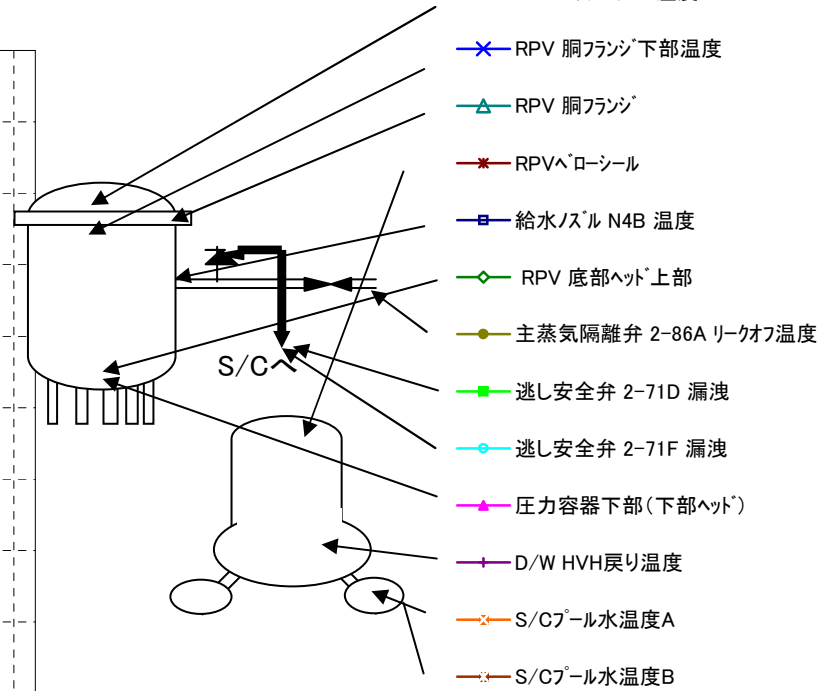 RPV 胴フランジ下部温度
RPV 胴フランジ
RPVベローシール
給水ノズル N4B 温度
RPV 底部ヘッド上部
主蒸気隔離弁 2-86A リークオフ温度
S/Cへ
逃し安全弁 2-71D 漏洩
逃し安全弁 2-71F 漏洩
圧力容器下部(下部ヘッド)
D/W HVH戻り温度
S/Cプール水温度A
S/Cプール水温度B